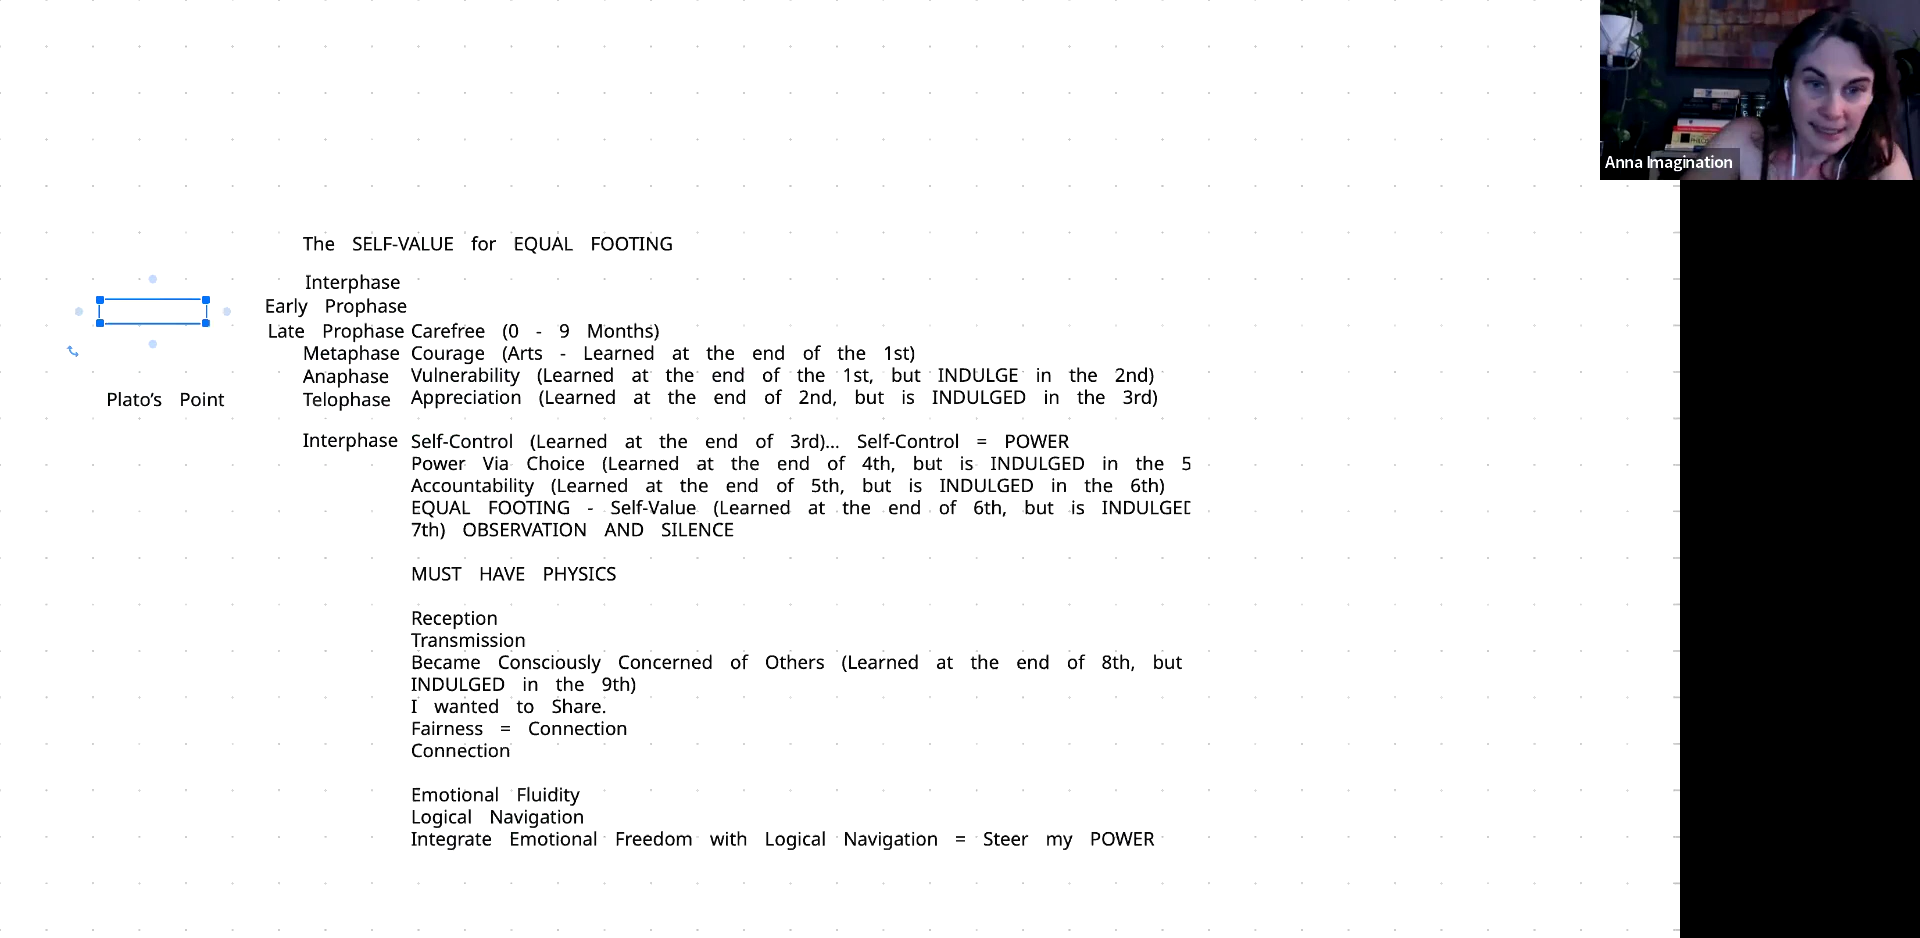 Anna Imagination
The SELF-VALUE for EQUAL FOOTING
Interphase
Early Prophase
Late Prophase Carefree (0 - 9 Months)
Metaphase Courage (Arts - Learned at the end of the 1st)
Anaphase Vulnerability (Learned at the end of the 1st, but INDULGE in the 2nd)
Plato's Point Telophase Appreciation (Learned at the end of 2nd, but is INDULGED in the 3rd)
Interphase Self-Control (Learned at the end of 3rd)... Self-Control = POWER
Power Via Choice (Learned at the end of 4th, but is INDULGED in the 5
Accountability (Learned at the end of 5th, but is INDULGED in the 6th)
EQUAL FOOTING - Self-Value (Learned at the end of 6th, but is INDULGED
7th) OBSERVATION AND SILENCE
MUST HAVE PHYSICS
Reception
Transmission
Became Consciously Concerned of Others (Learned at the end of 8th, but
INDULGED in the 9th)
I wanted to Share.
Fairness = Connection
Connection
Emotional Fluidity
Logical Navigation
Integrate Emotional Freedom with Logical Navigation = Steer my POWER